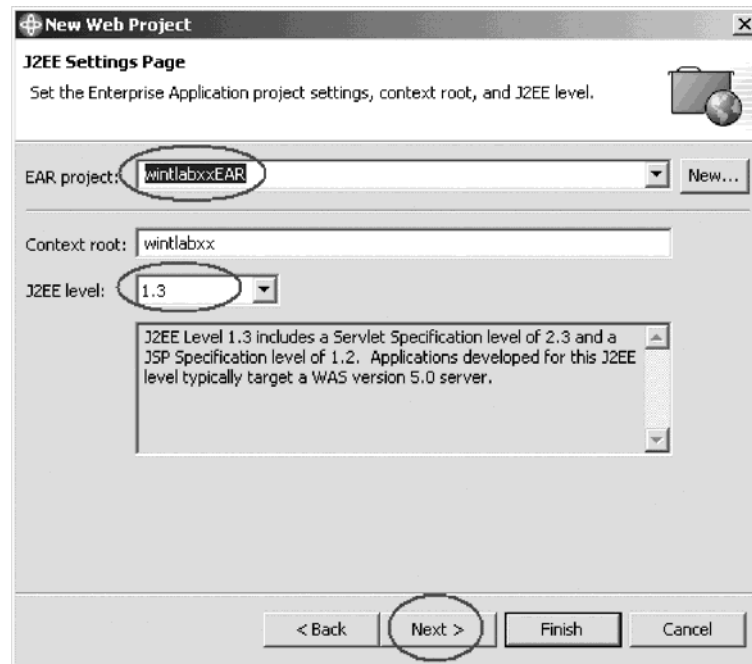 New Web Project
J2EE Settings Page
Set the Enterprise Application project settings, context root, and J2EE level.
EAR project: wintlabxxEAR New...
Context root: wintlabxx
J2EE level: 1.3
J2EE Level 1.3 includes a Servlet Specification level of 2.3 and a
JSP Specification level of 1.2. Applications developed for this J2EE
level typically target a WAS version 5.0 server.
< Back Next > Finish Cancel